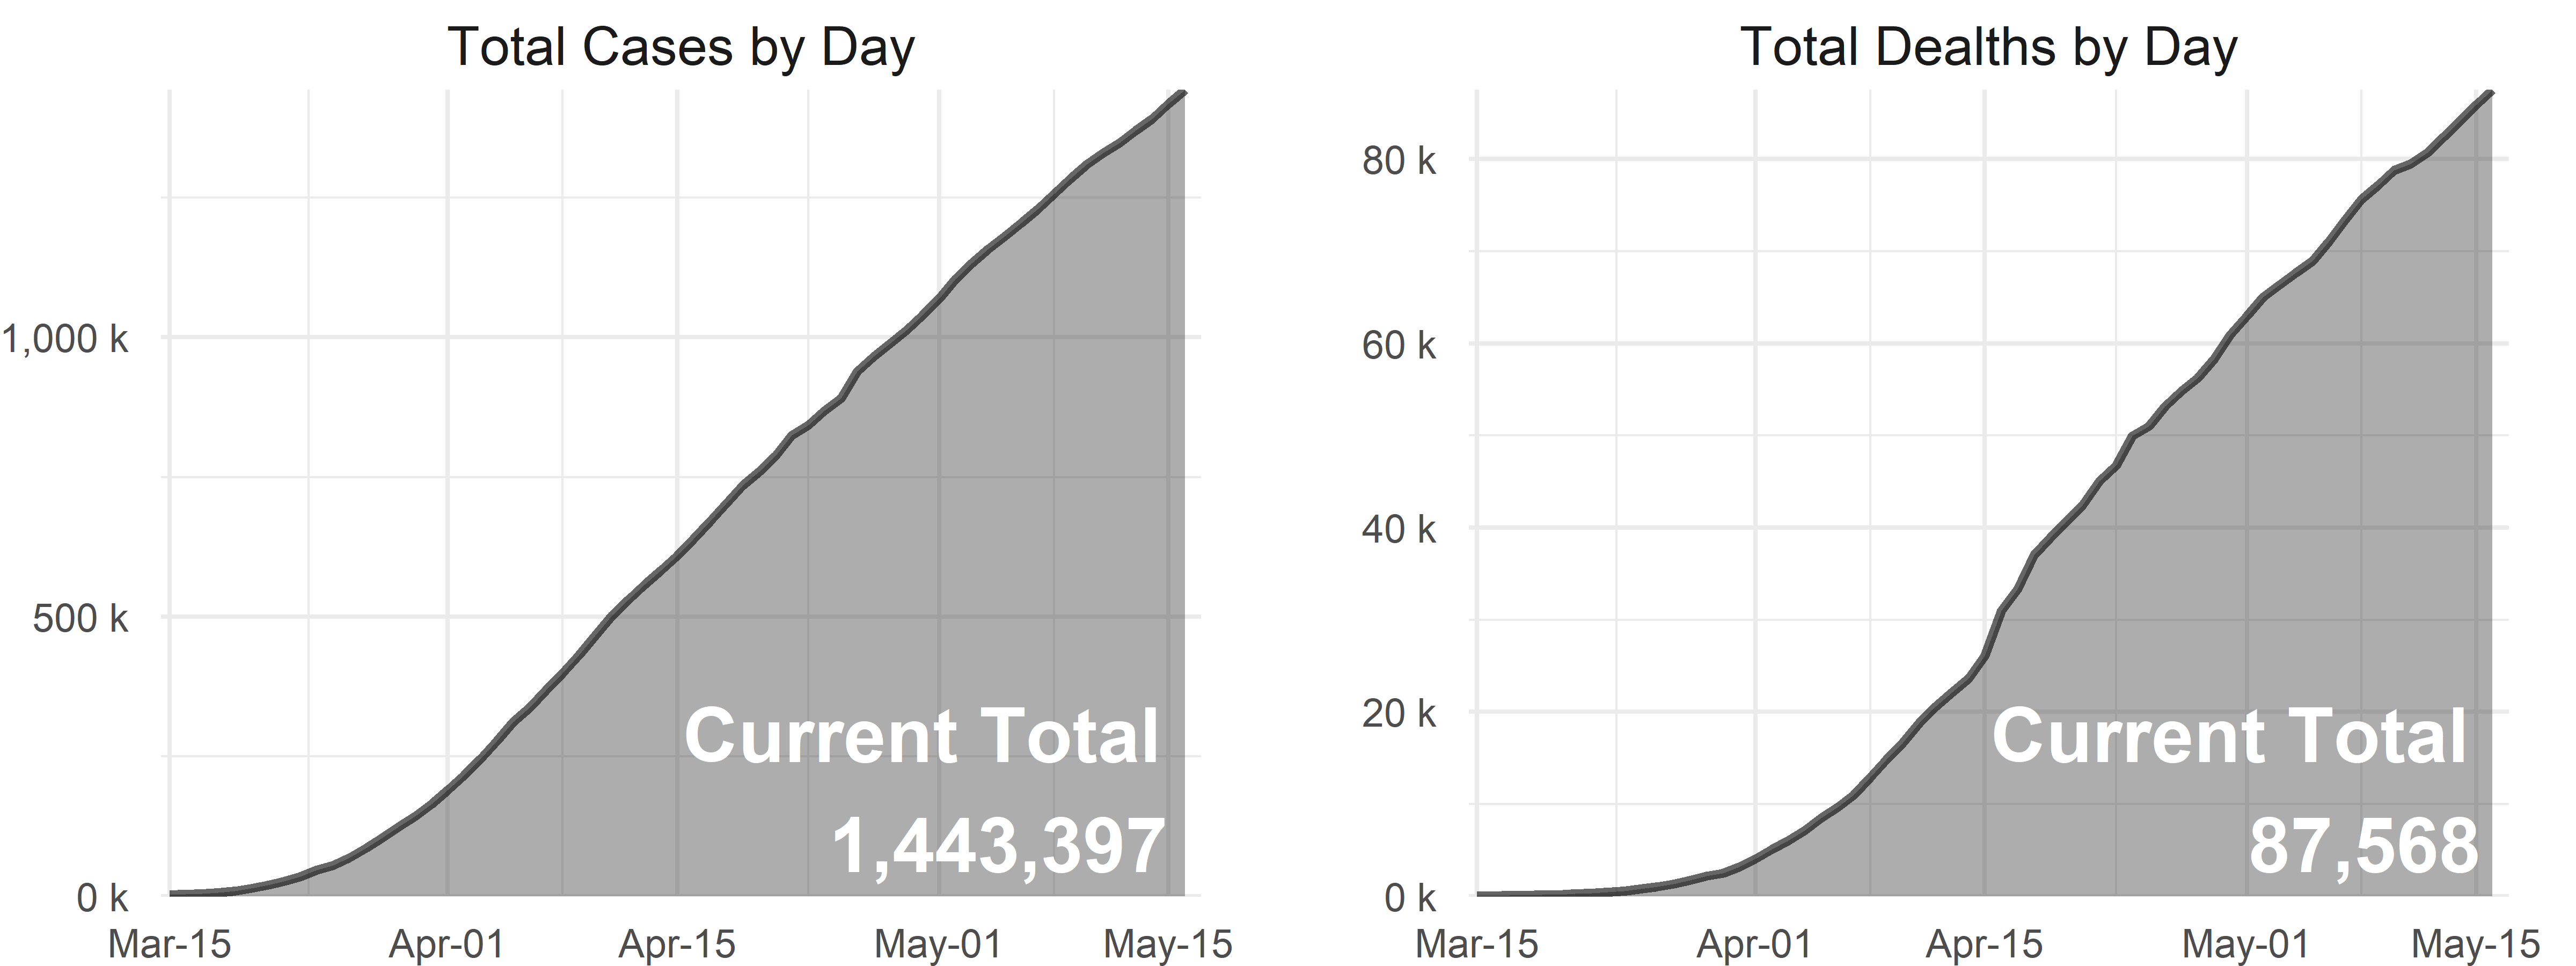 Total Cases by Day
1,000 k
500 k
0 k
Mar-15 Apr-01 Apr-15 May-01 May-15
Current Total
1,443,397
Total Dealths by Day
80 k
60 k
40 k
20 k
0 k
Mar-15 Apr-01 Apr-15 May-01 May-15
Current Total
87,568